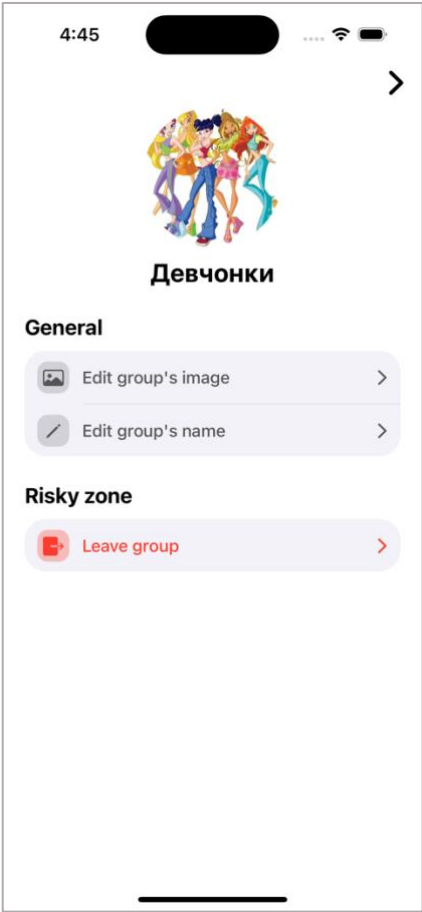 4:45
Девчонки
General
Edit group's image
Edit group's name
Risky zone
Leave group